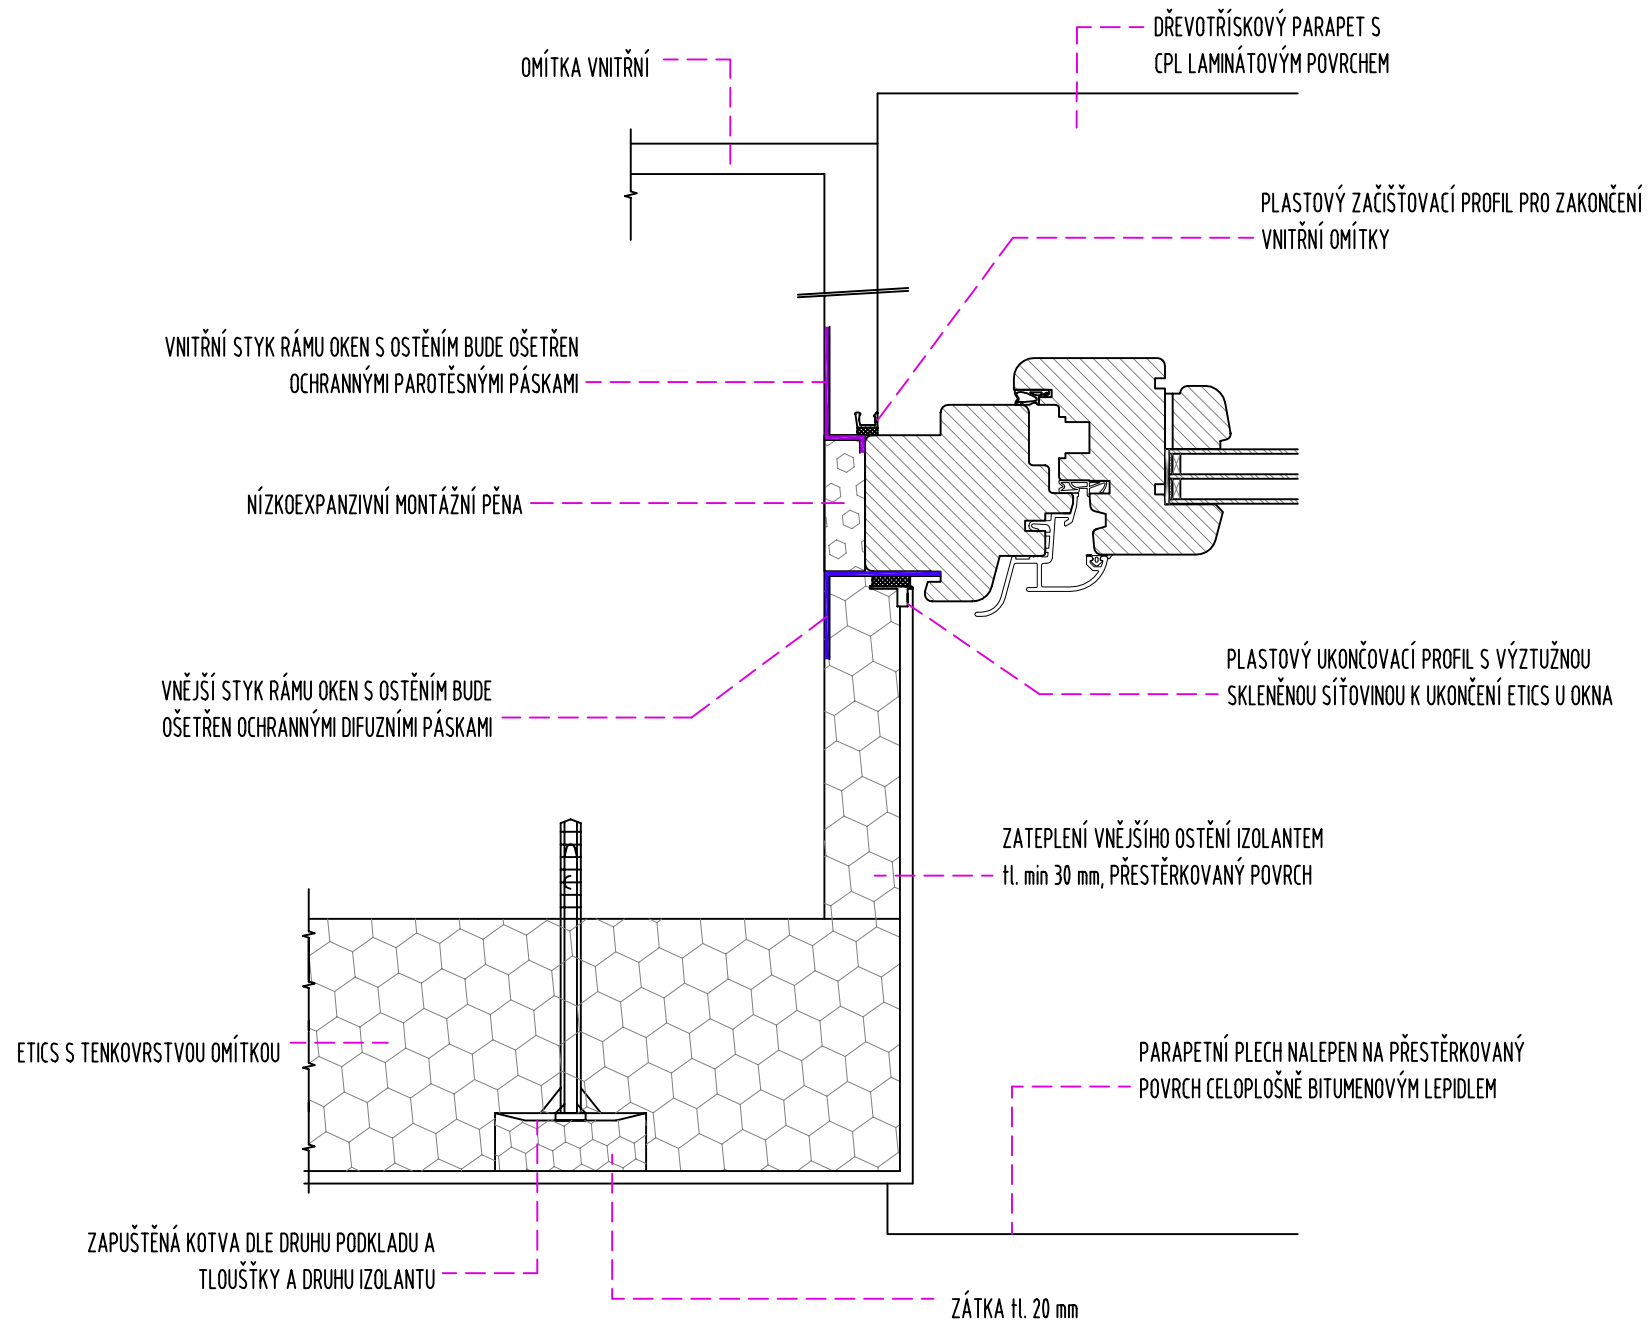 DŘEVOTŘÍSKOVÝ PARAPET S
CPL LAMINÁTOVÝM POVRCHEM
OMÍTKA VNITŘNÍ
PLASTOVÝ ZAČIŠŤOVACÍ PROFIL PRO ZAKONČENÍ
VNITŘNÍ OMÍTKY
VNITŘNÍ STYK RÁMU OKEN S OSTĚNÍM BUDE OŠETŘEN
OCHRANNÝMI PAROTĚSNÝMI PÁSKAMI
NÍZKOEXPANZIVNÍ MONTÁŽNÍ PĚNA
PLASTOVÝ UKONČOVACÍ PROFIL S VÝZTUŽNOU
SKLENĚNOU SÍŤOVINOU K UKONČENÍ ETICS U OKNA
VNĚJŠÍ STYK RÁMU OKEN S OSTĚNÍM BUDE
OŠETŘEN OCHRANNÝMI DIFUZNÍMI PÁSKAMI
ZATEPLENÍ VNĚJŠÍHO OSTĚNÍ IZOLANTEM
tl. min 30 mm, PŘESTĚRKOVANÝ POVRCH
ETICS S TENKOVRSTVOU OMÍTKOU
PARAPETNÍ PLECH NALEPEN NA PŘESTĚRKOVANÝ
POVRCH CELOPLOŠNĚ BITUMENOVÝM LEPIDLEM
ZAPUŠTĚNÁ KOTVA DLE DRUHU PODKLADU A
TLOUŠŤKY A DRUHU IZOLANTU
ZÁTKA tl. 20 mm